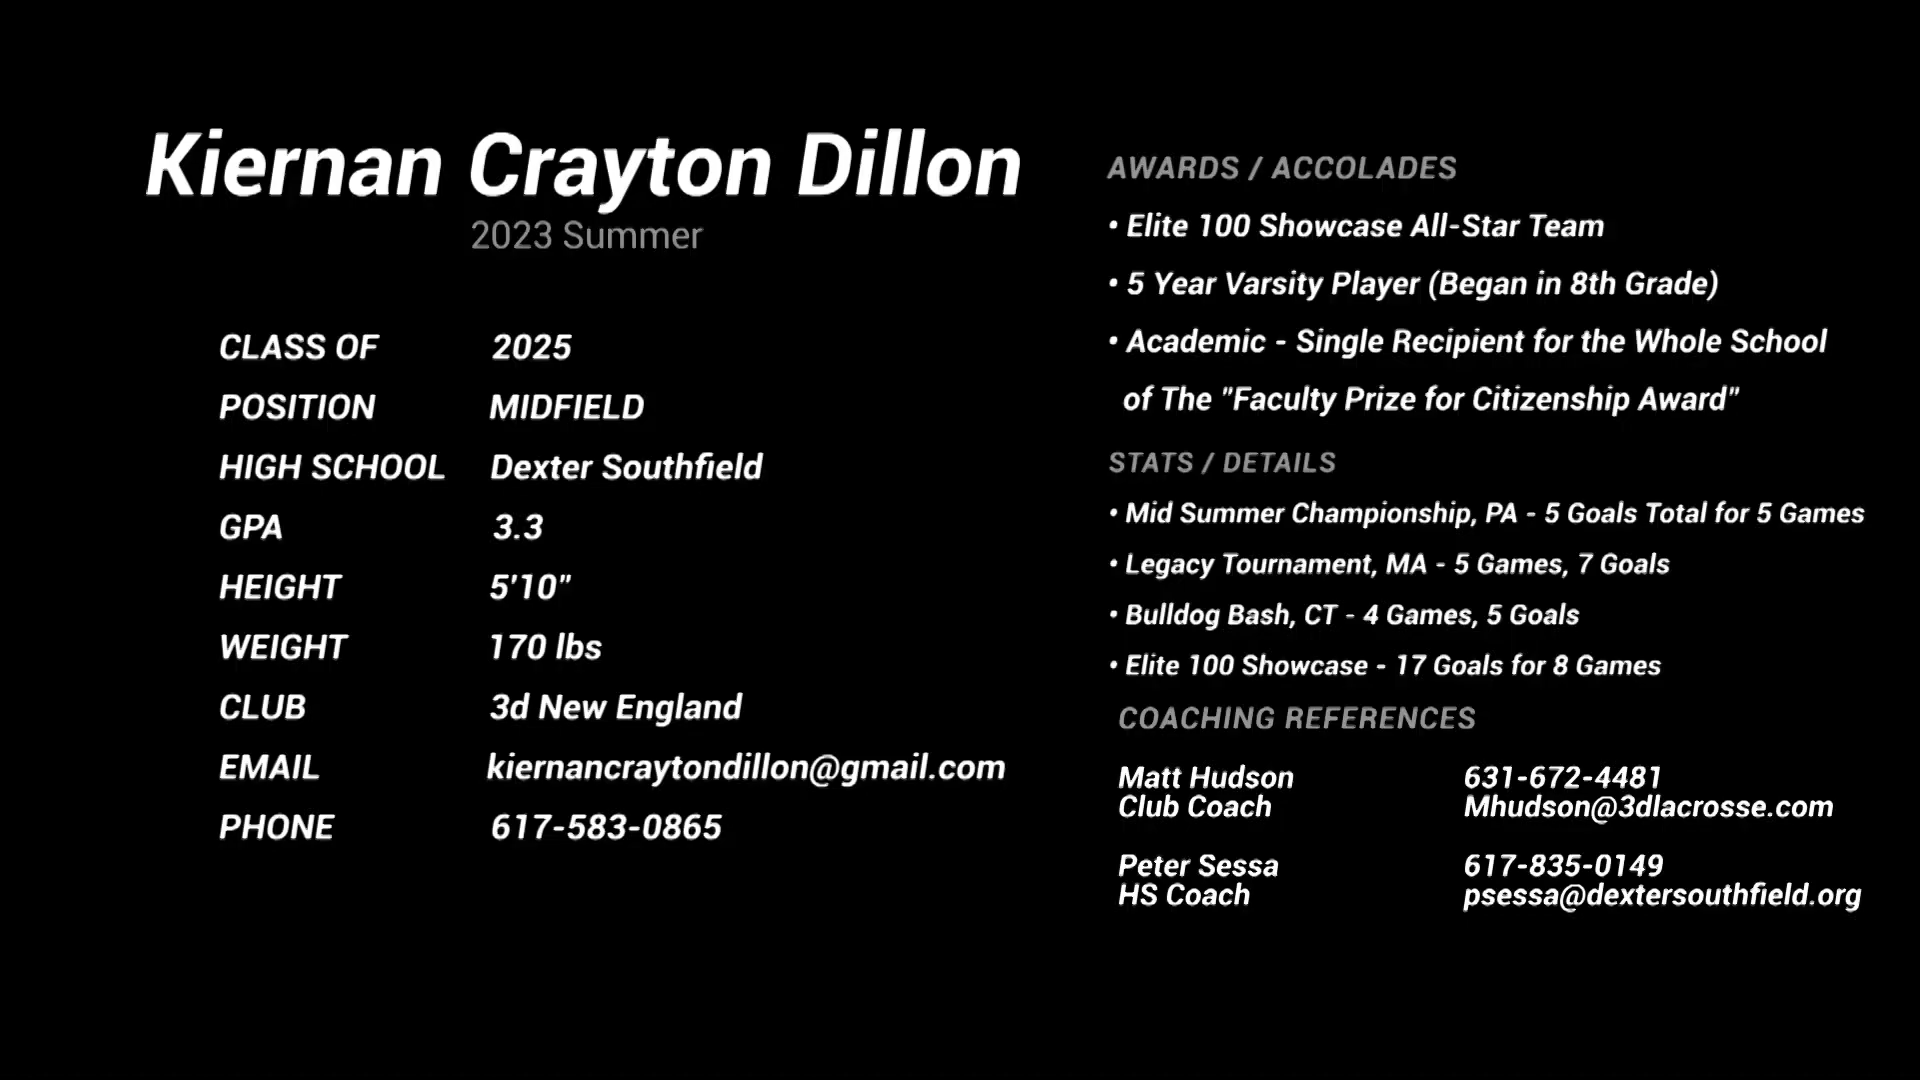 Kiernan Crayton Dillon
2023 Summer
CLASS OF 2025
POSITION MIDFIELD
HIGH SCHOOL Dexter Southfield
GPA 3.3
HEIGHT 5'10"
WEIGHT 170 lbs
CLUB 3d New England
EMAIL kiernancraytondillon@gmail.com
PHONE 617-583-0865
AWARDS / ACCOLADES
• Elite 100 Showcase All-Star Team
• 5 Year Varsity Player (Began in 8th Grade)
• Academic - Single Recipient for the Whole School
of The "Faculty Prize for Citizenship Award"
STATS / DETAILS
• Mid Summer Championship, PA - 5 Goals Total for 5 Games
• Legacy Tournament, MA - 5 Games, 7 Goals
• Bulldog Bash, CT - 4 Games, 5 Goals
• Elite 100 Showcase - 17 Goals for 8 Games
COACHING REFERENCES
Matt Hudson 631-672-4481
Club Coach Mhudson@3dlacrosse.com
Peter Sessa 617-835-0149
HS Coach psessa@dextersouthfield.org